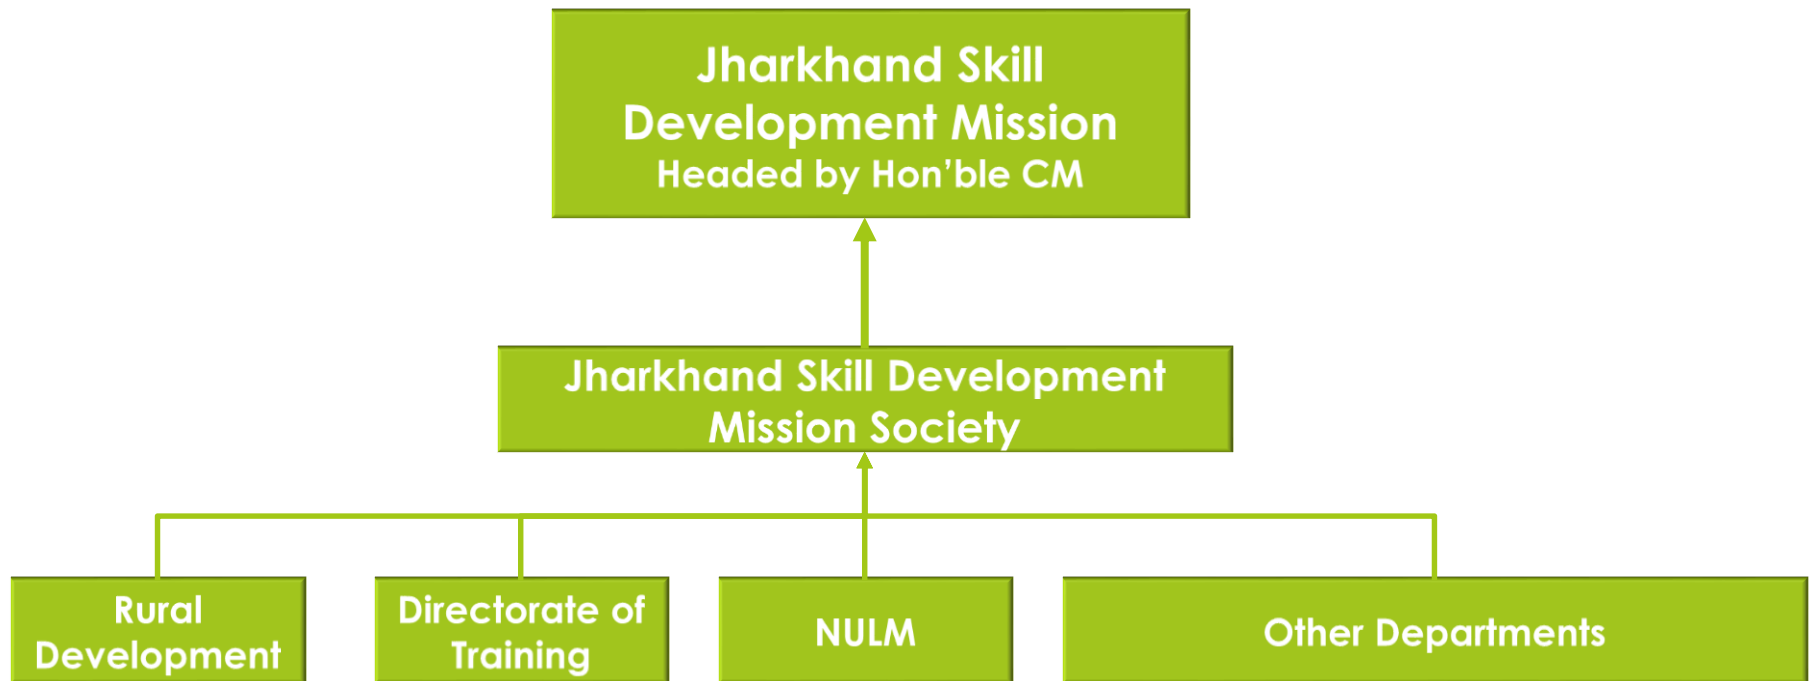 Jharkhand Skill
Development Mission
Headed by Hon’ble CM
Jharkhand Skill Development
Mission Society
Rural
Development
Directorate of
Training
NULM
Other Departments